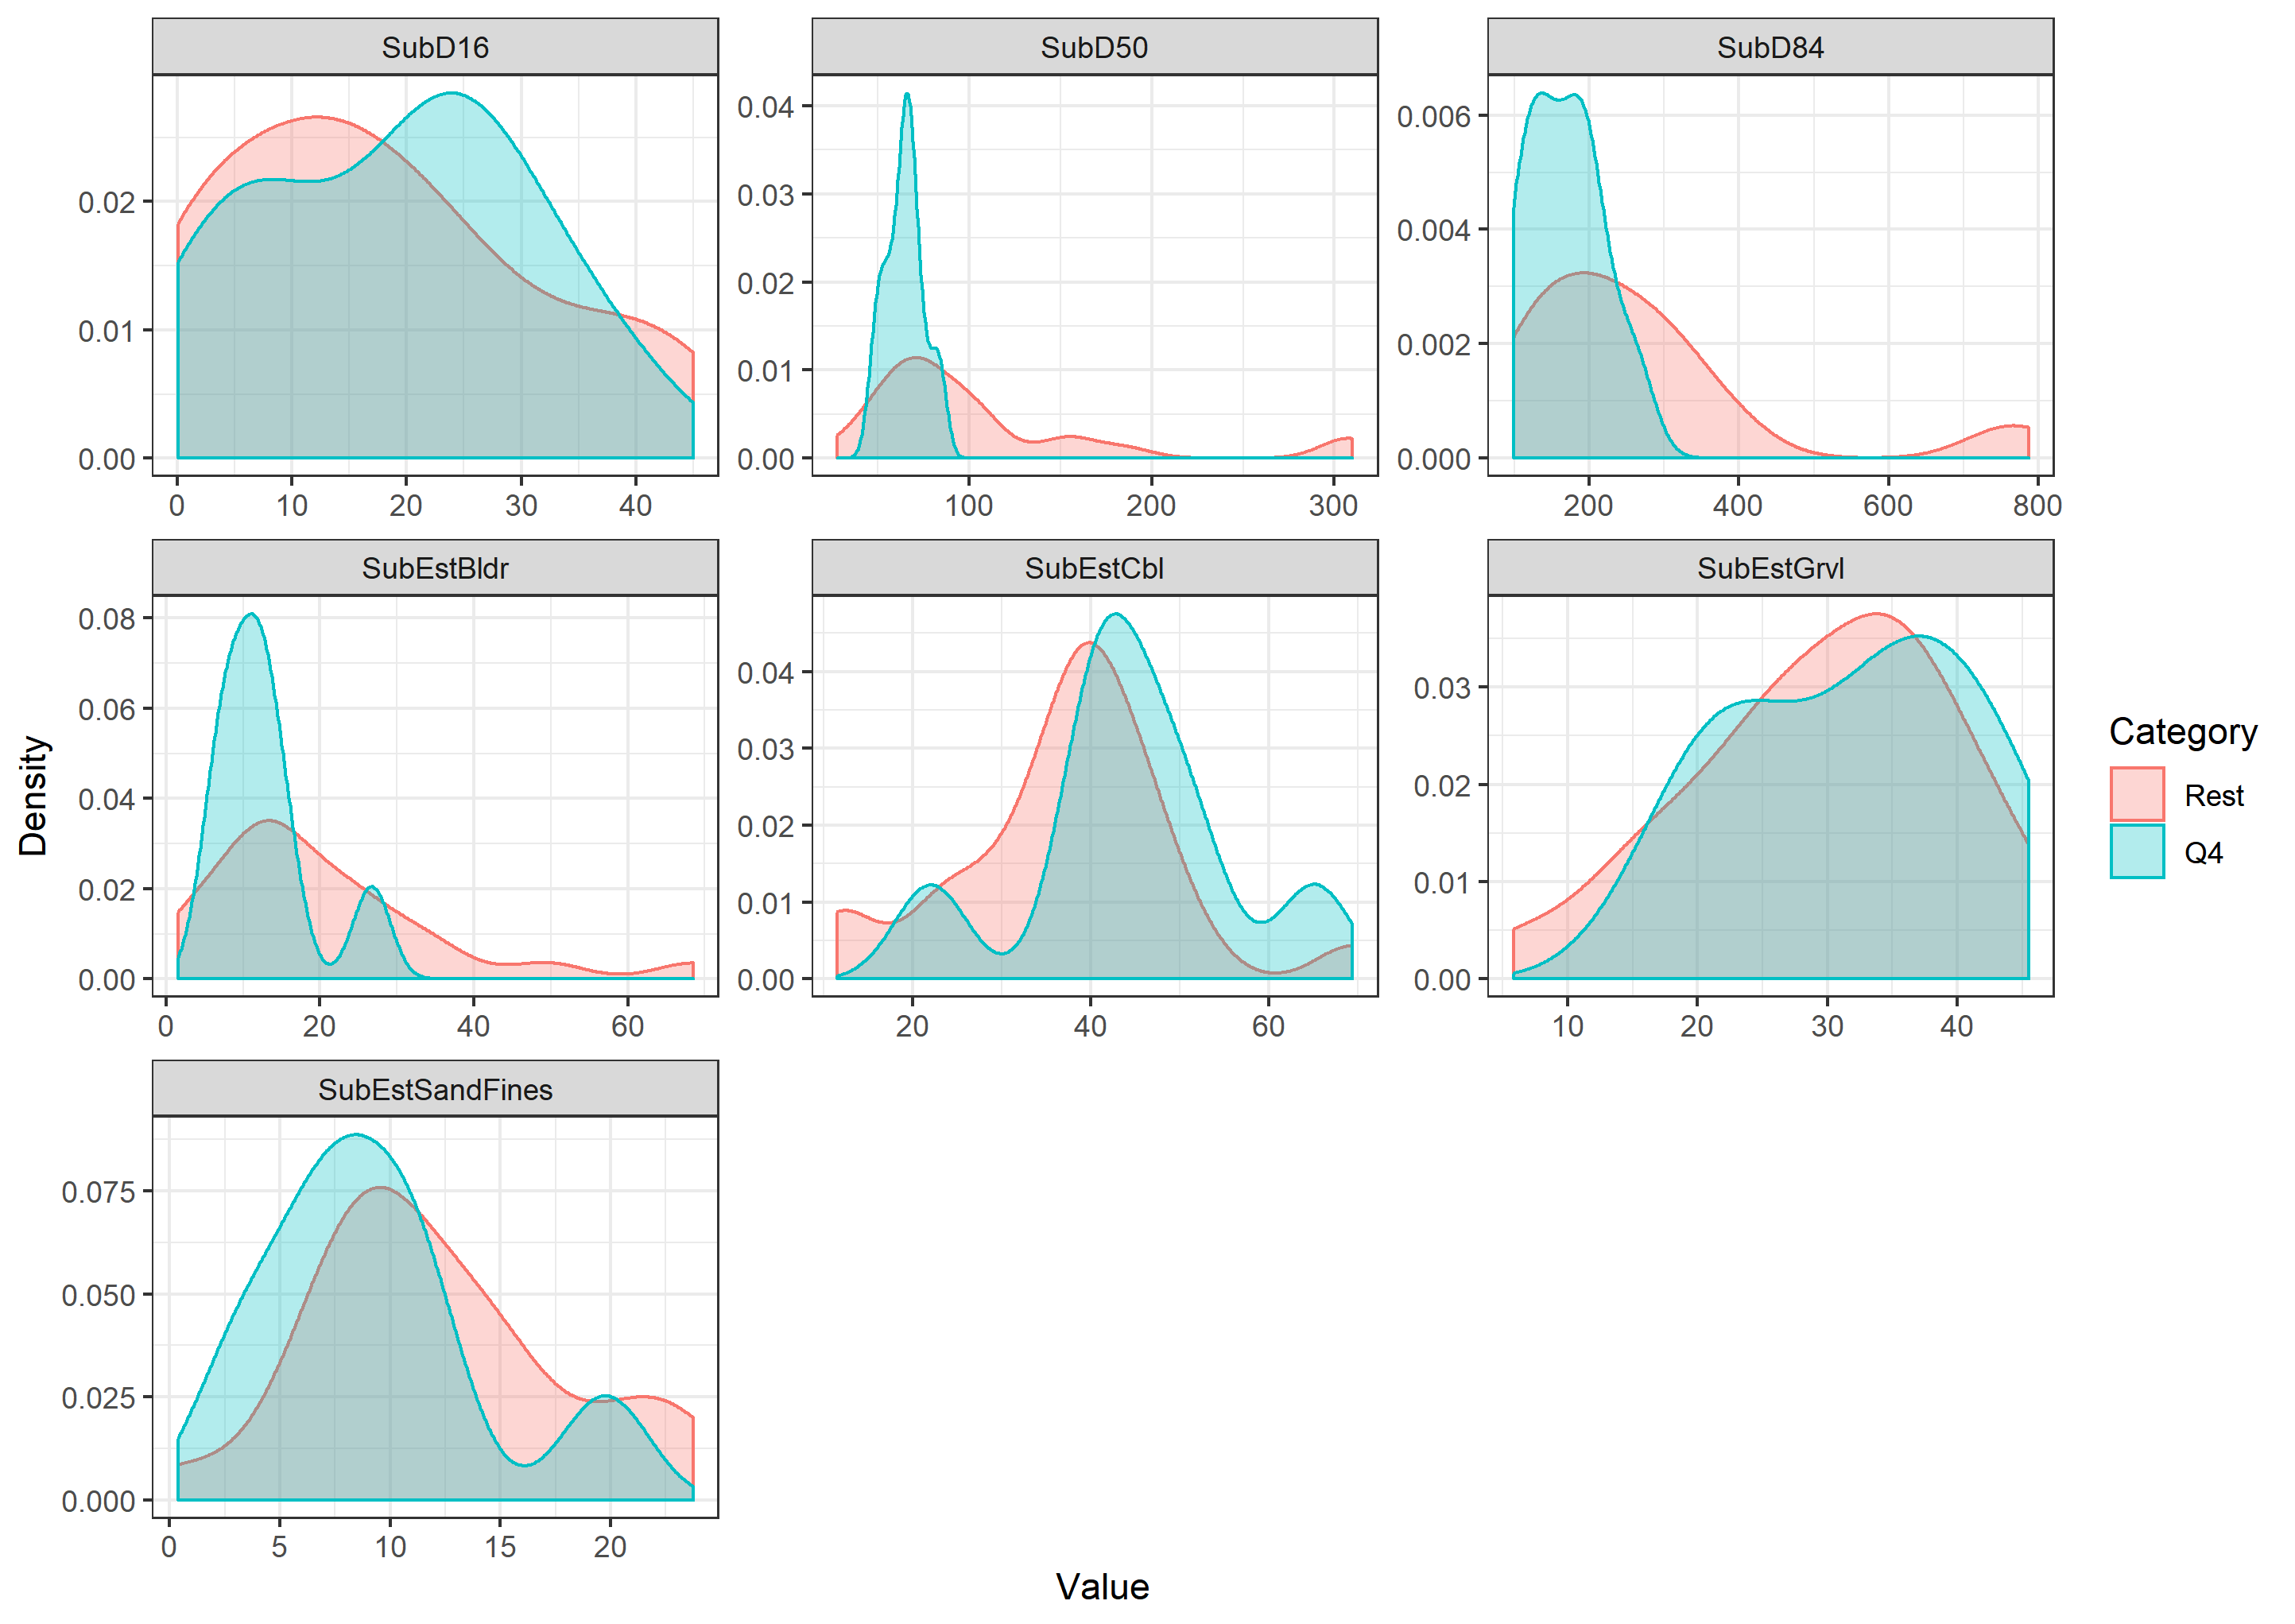 SubD16 SubD50 SubD84
0.02
0.01
0.00
0 10 20 30 40
0.04
0.03
0.02
0.01
0.00
100 200 300
0.006
0.004
0.002
0.000
200 400 600 800
SubEstBldr SubEstCbl SubEstGrvl
0.08
0.06
0.04
0.02
0.00
0 20 40 60
0.04
0.03
0.02
0.01
0.00
20 40 60
0.03
0.02
0.01
0.00
10 20 30 40
SubEstSandFines
0.075
0.050
0.025
0.000
0 5 10 15 20
Density
Value
Category
Rest
Q4